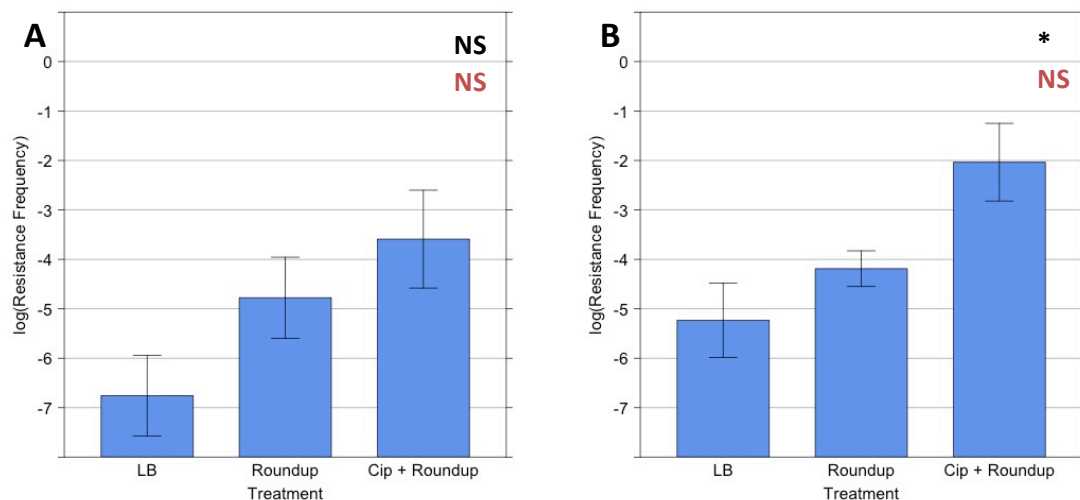 A
NS
NS
0
-1
-2
-3
-4
-5
-6
-7
log(Resistance Frequency)
LB Roundup Cip + Roundup
Treatment
B
*
NS
0
-1
-2
-3
-4
-5
-6
-7
log(Resistance Frequency)
LB Roundup Cip + Roundup
Treatment